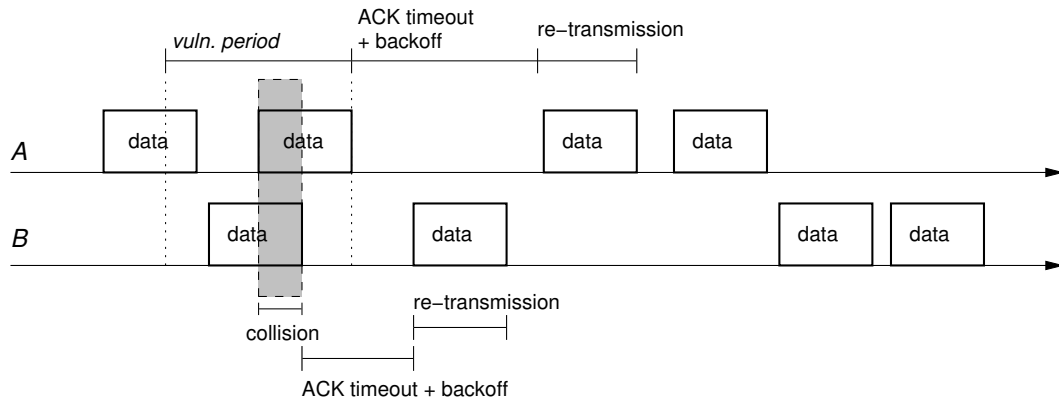 ACK timeout
+ backoff
re-transmission
vuln. period
A
data
data
data
data
B
data
data
data
data
collision
re-transmission
ACK timeout + backoff